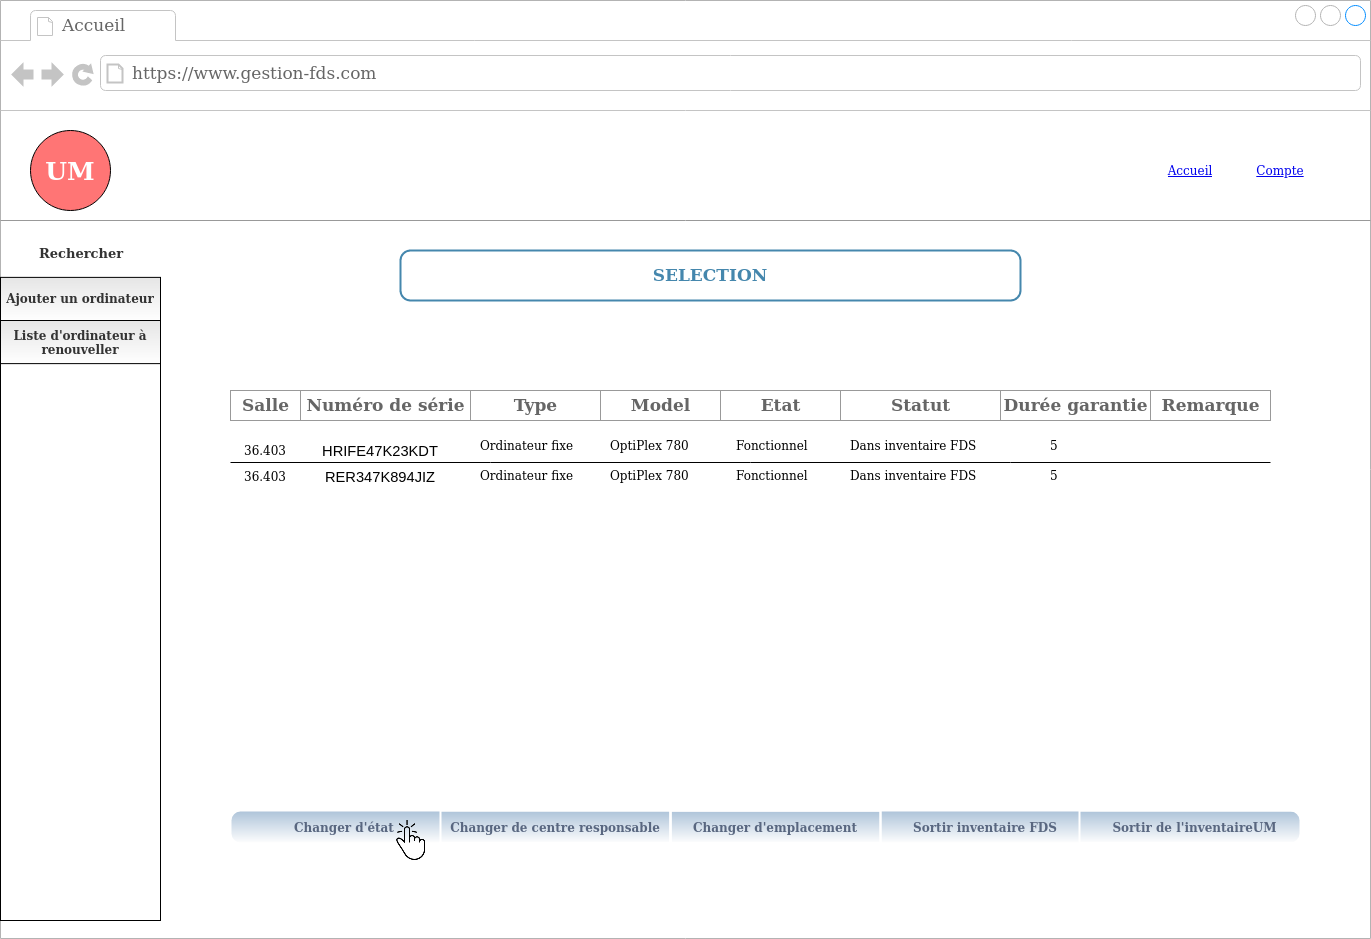 Accueil
https://www.gestion-fds.com
UM
Accueil Compte
Rechercher
SELECTION
Ajouter un ordinateur
Liste d'ordinateur à
renouveller
Salle Numéro de série Type Model Etat Statut Durée garantie Remarque
36.403 HRIFE47K23KDT Ordinateur fixe OptiPlex 780 Fonctionnel Dans inventaire FDS 5
36.403 RER347K894JIZ Ordinateur fixe OptiPlex 780 Fonctionnel Dans inventaire FDS 5
Changer d'état Changer de centre responsable Changer d'emplacement Sortir inventaire FDS Sortir de l'inventaireUM